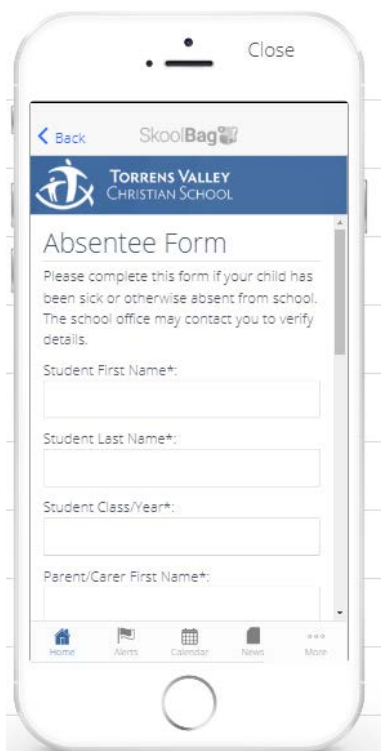 Close
Back SkoolBag
TORRENS VALLEY
CHRISTIAN SCHOOL
Absentee Form
Please complete this form if your child has
been sick or otherwise absent from school.
The school office may contact you to verify
details.
Student First Name*:
Student Last Name*:
Student Class/Year*:
Parent/Carer First Name*:
Home Alerts Calendar News More